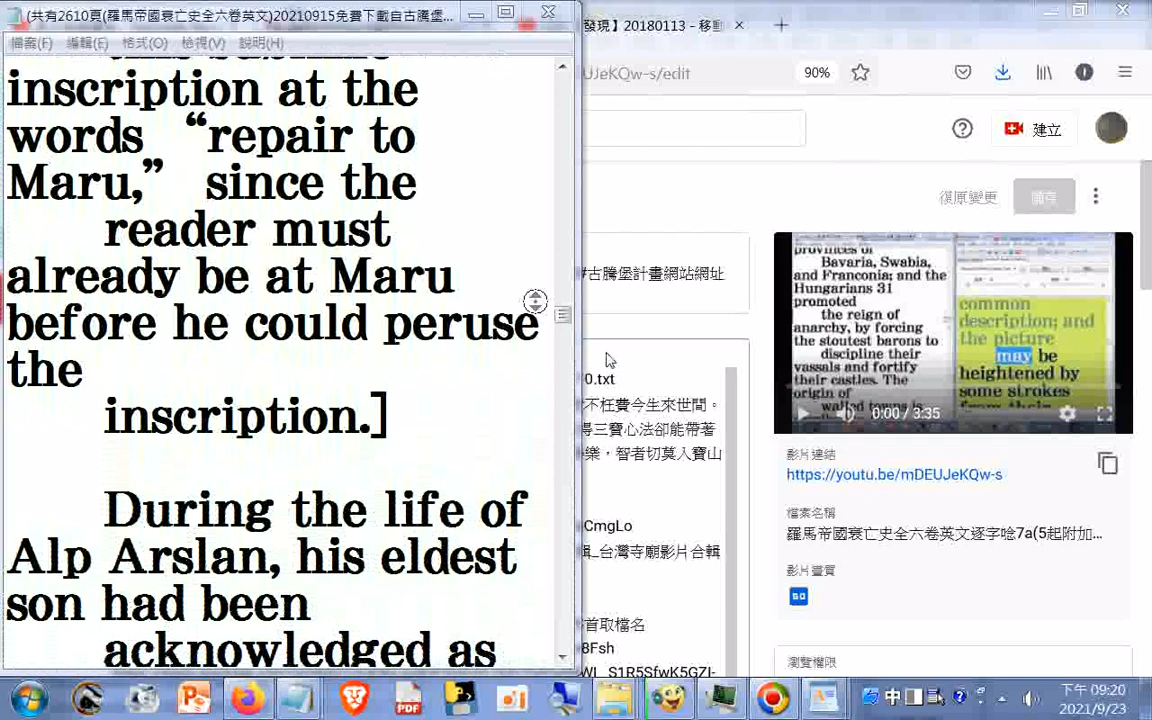 (共有2610頁(羅馬帝國衰亡史全六卷英文)20210915免費下載自古騰堡...
檔案(F) 編輯(E) 格式(O) 檢視(V) 說明(H)
inscription at the
words “repair to
Maru,” since the
reader must
already be at Maru
before he could peruse
the
inscription.]
During the life of
Alp Arslan, his eldest
son had been
acknowledged as
發現】20180113 - 移動
JeKQw-s/edit
90%
建立
復原變更
儲存
#古騰堡計畫網站網址
0.txt
不枉費今生來世間。
得三寶心法卻能帶著
樂，智者切莫入寶山
CmgLo
輯_台灣寺廟影片合輯
首取檔名
8Fsh
WI_S1R5SfwK5GZI-
provinces of
Bavaria, Swabia,
and Franconia; and the
Hungarians 31
promoted
the reign of
anarchy, by forcing
the stoutest barons to
discipline their
vassals and fortify
their castles. The
origin of
walled towns is
common
description; and
the picture
may be
heightened by
some strokes
0:00 / 3:35
影片連結
https://youtu.be/mDEUJeKQw-s
檔案名稱
羅馬帝國衰亡史全六卷英文逐字唸7a(5起附加...
影片畫質
瀏覽權限
中
下午 09:20
2021/9/23